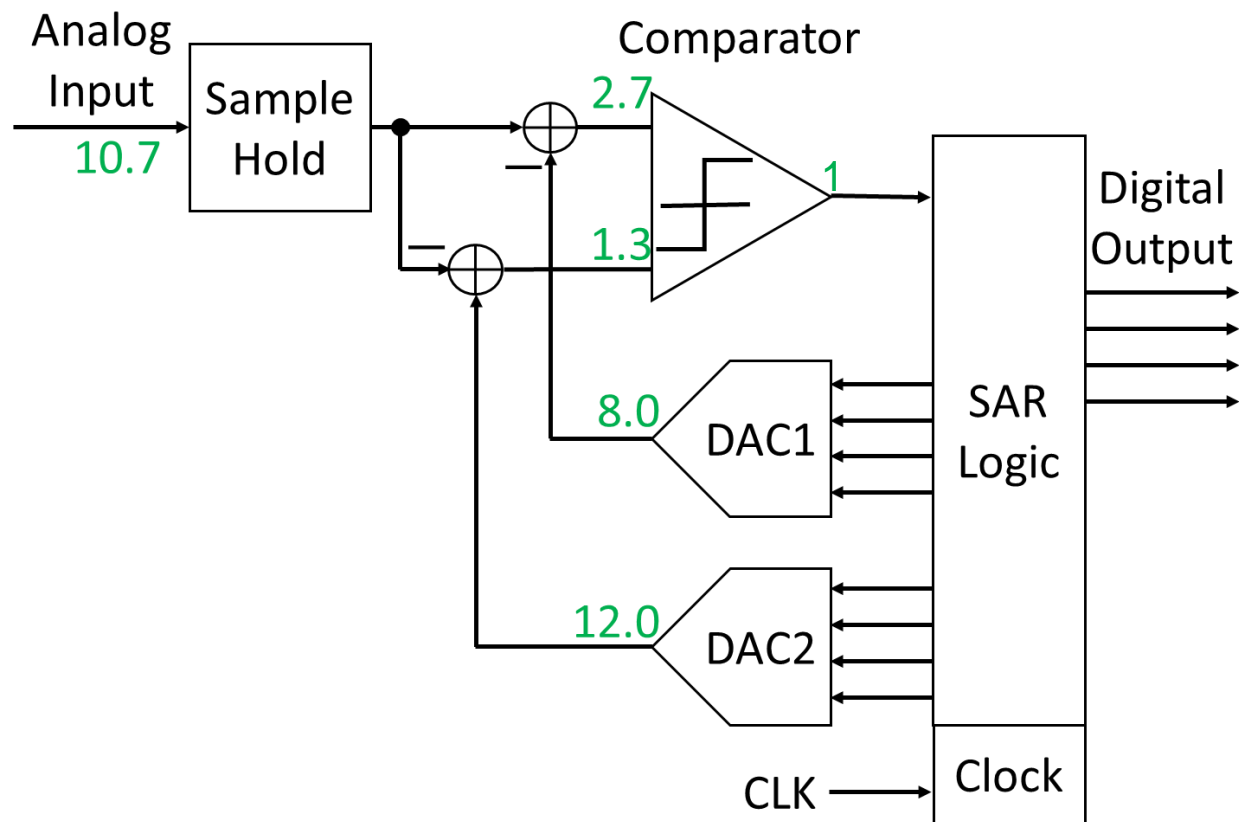 Analog
Input
10.7
Sample
Hold
Comparator
2.7
1.3
1
Digital
Output
8.0
DAC1
SAR
Logic
12.0
DAC2
CLK
Clock